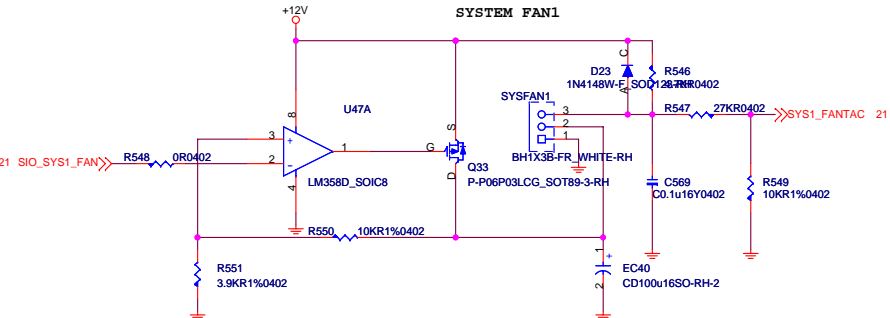 SYSTEM FAN1
+12V
D23
1N4148W-F_SOD123-RH
C
A
R546
4.7KR0402
SYSFAN1
R547
27KR0402
SYS1_FANTAC 21
3
2
1
BH1X3B-FR_WHITE-RH
U47A
8
3
+
2
-
1
4
LM358D_SOIC8
21 SIO_SYS1_FAN
R548
0R0402
S
G
D
Q33
P-P06P03LCG_SOT89-3-RH
C569
C0.1u16Y0402
R549
10KR1%0402
R550
10KR1%0402
R551
3.9KR1%0402
1
+
2
EC40
CD100u16SO-RH-2